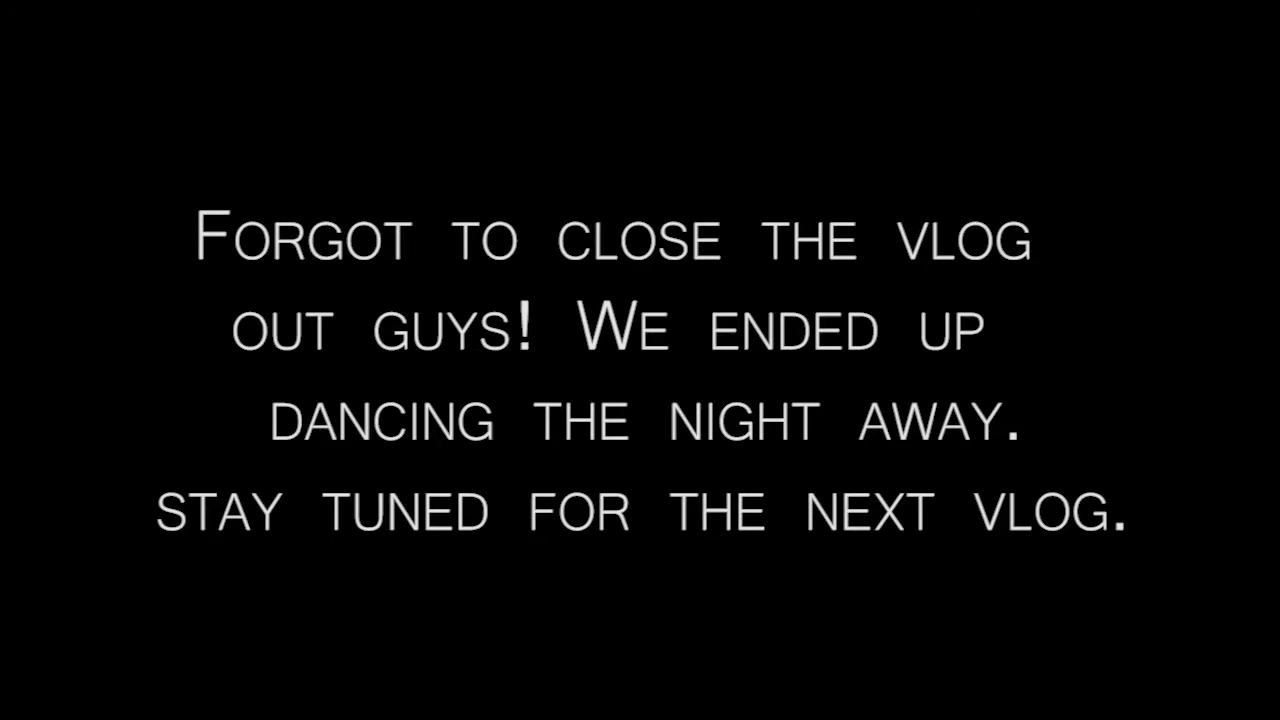 Forgot to close the vlog
out guys! We ended up
dancing the night away.
stay tuned for the next vlog.